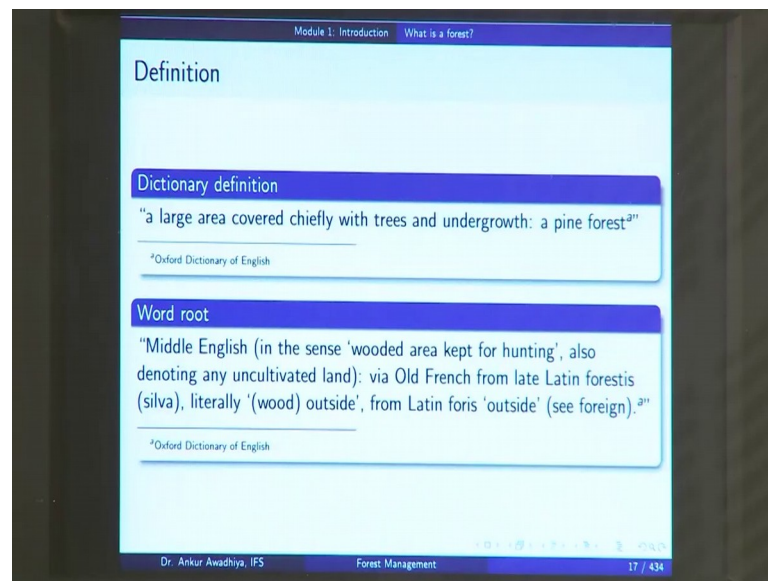 Module 1: Introduction What is a forest?
Definition
Dictionary definition
“a large area covered chiefly with trees and undergrowth: a pine forestᵃ”
ᵃOxford Dictionary of English
Word root
“Middle English (in the sense ‘wooded area kept for hunting’, also
denoting any uncultivated land): via Old French from late Latin forestis
(silva), literally ‘(wood) outside’, from Latin foris ‘outside’ (see foreign).ᵃ”
ᵃOxford Dictionary of English
Dr. Ankur Awadhiya, IFS Forest Management 17 / 434